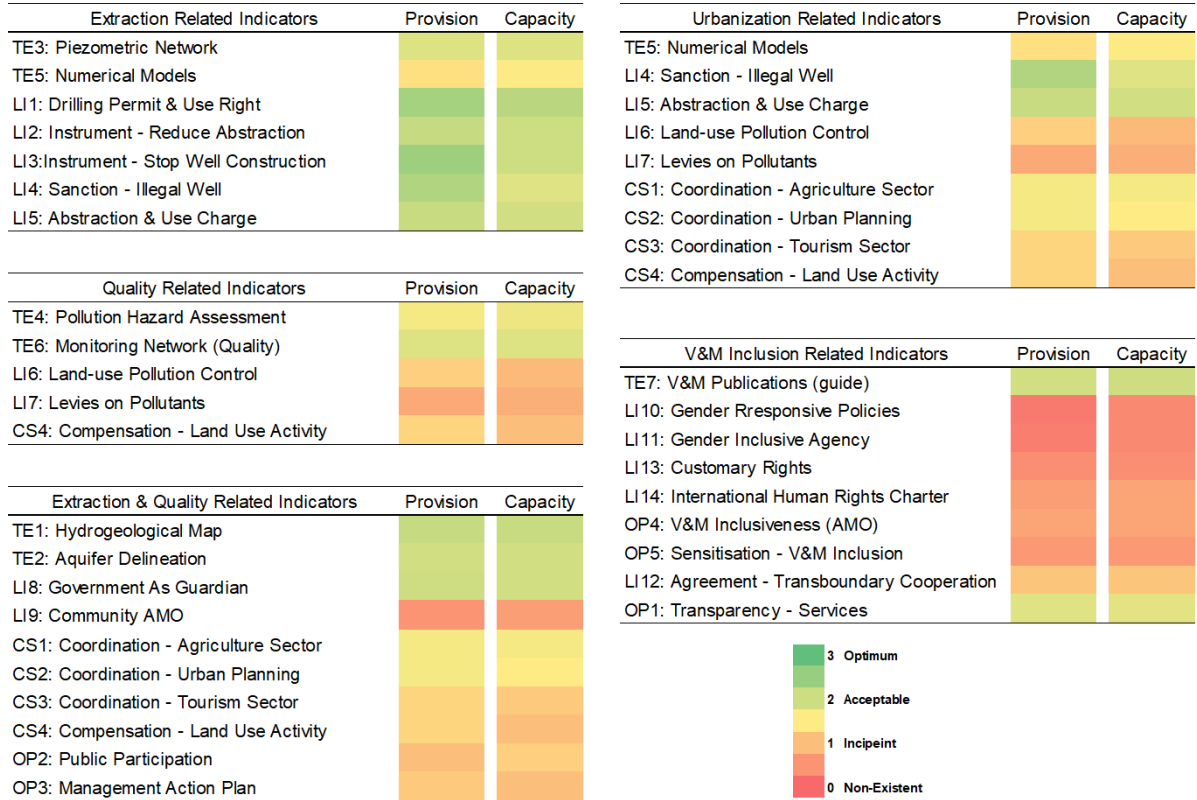 Extraction Related Indicators Provision Capacity
TE3: Piezometric Network
TE5: Numerical Models
LI1: Drilling Permit & Use Right
LI2: Instrument - Reduce Abstraction
LI3:Instrument - Stop Well Construction
LI4: Sanction - Illegal Well
LI5: Abstraction & Use Charge
Quality Related Indicators Provision Capacity
TE4: Pollution Hazard Assessment
TE6: Monitoring Network (Quality)
LI6: Land-use Pollution Control
LI7: Levies on Pollutants
CS4: Compensation - Land Use Activity
Extraction & Quality Related Indicators Provision Capacity
TE1: Hydrogeological Map
TE2: Aquifer Delineation
LI8: Government As Guardian
LI9: Community AMO
CS1: Coordination - Agriculture Sector
CS2: Coordination - Urban Planning
CS3: Coordination - Tourism Sector
CS4: Compensation - Land Use Activity
OP2: Public Participation
OP3: Management Action Plan
Urbanization Related Indicators Provision Capacity
TE5: Numerical Models
LI4: Sanction - Illegal Well
LI5: Abstraction & Use Charge
LI6: Land-use Pollution Control
LI7: Levies on Pollutants
CS1: Coordination - Agriculture Sector
CS2: Coordination - Urban Planning
CS3: Coordination - Tourism Sector
CS4: Compensation - Land Use Activity
V&M Inclusion Related Indicators Provision Capacity
TE7: V&M Publications (guide)
LI10: Gender Rresponsive Policies
LI11: Gender Inclusive Agency
LI13: Customary Rights
LI14: International Human Rights Charter
OP4: V&M Inclusiveness (AMO)
OP5: Sensitisation - V&M Inclusion
LI12: Agreement - Transboundary Cooperation
OP1: Transparency - Services
3 Optimum
2 Acceptable
1 Incipeint
0 Non-Existent